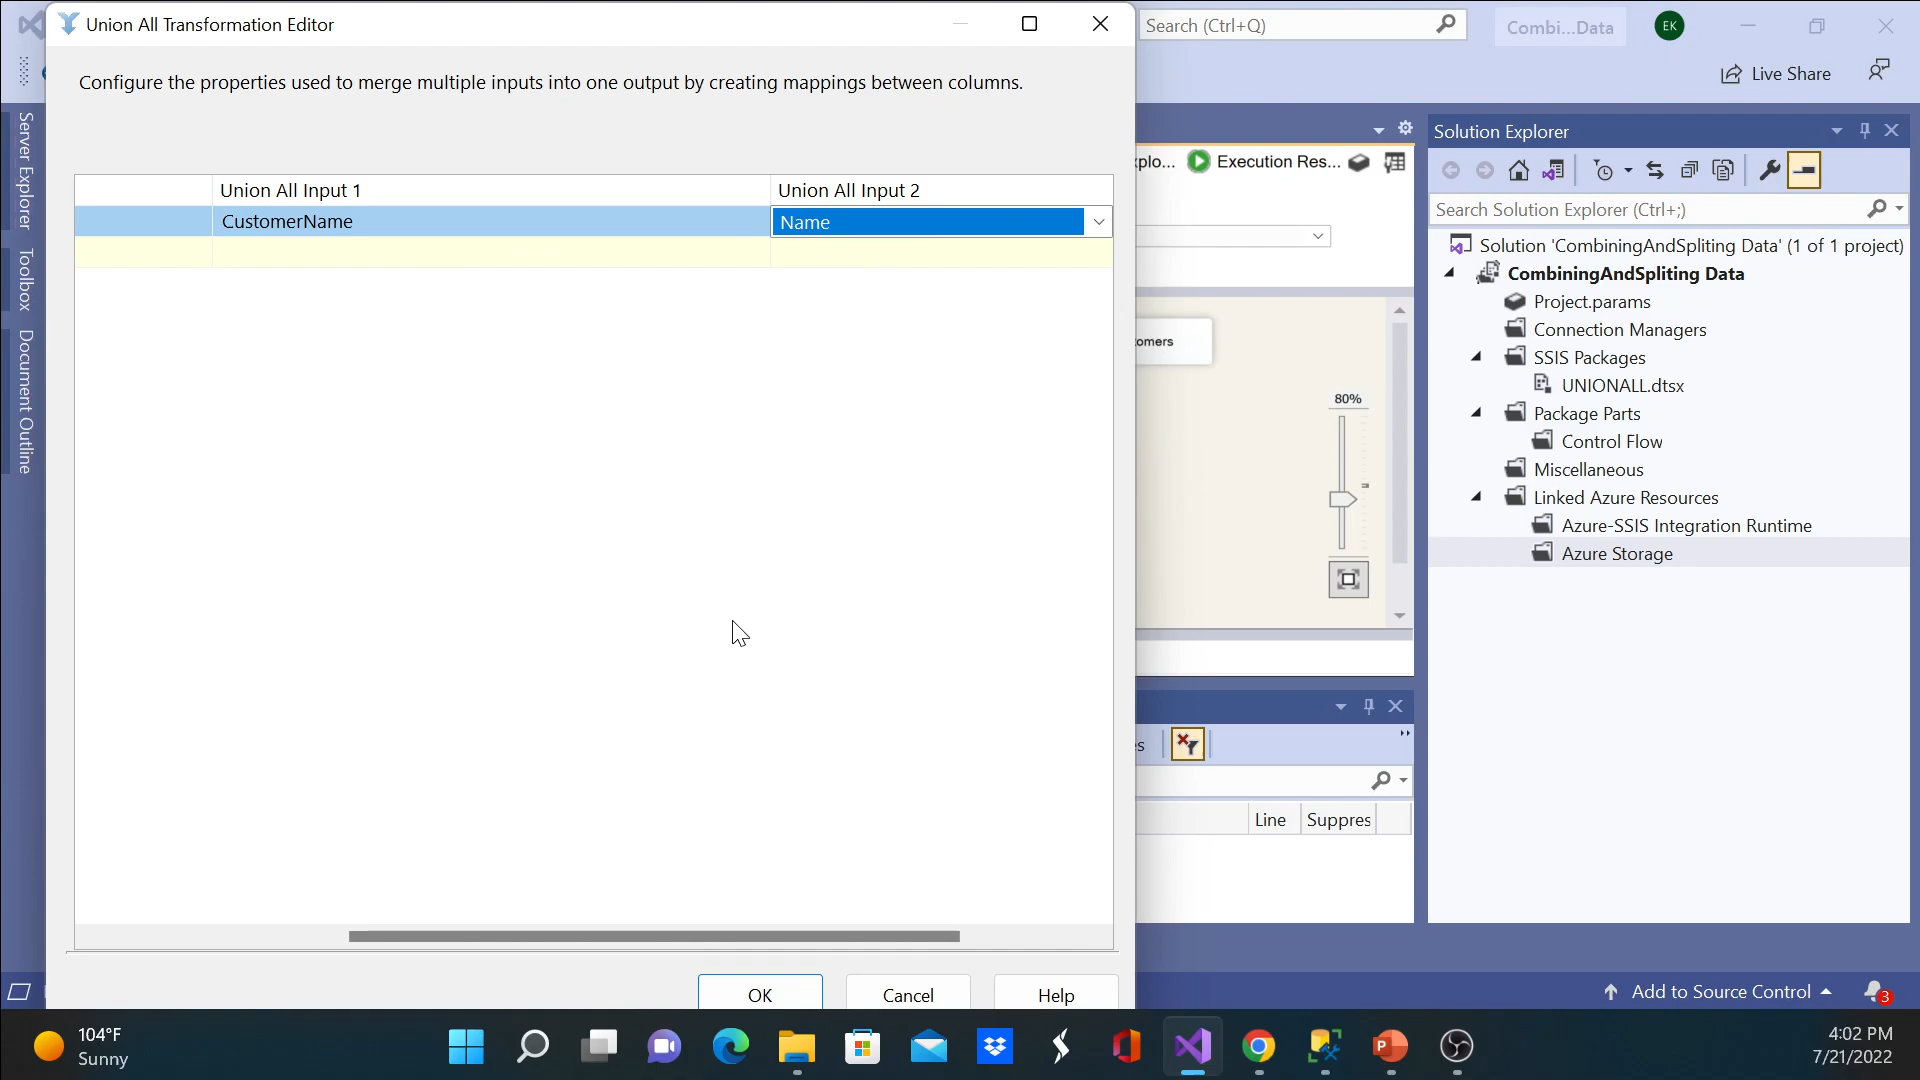 Union All Transformation Editor
Search (Ctrl+Q)
Combi...Data
EK
Live Share
Configure the properties used to merge multiple inputs into one output by creating mappings between columns.
Server Explorer
Toolbox
Document Outline
Union All Input 1
Union All Input 2
CustomerName
Name
OK
Cancel
Help
xplo...
Execution Res...
omers
80%
es
Line
Suppres
Solution Explorer
Search Solution Explorer (Ctrl+;)
Solution 'CombiningAndSpliting Data' (1 of 1 project)
CombiningAndSpliting Data
Project.params
Connection Managers
SSIS Packages
UNIONALL.dtsx
Package Parts
Control Flow
Miscellaneous
Linked Azure Resources
Azure-SSIS Integration Runtime
Azure Storage
Add to Source Control
3
104°F
Sunny
4:02 PM
7/21/2022